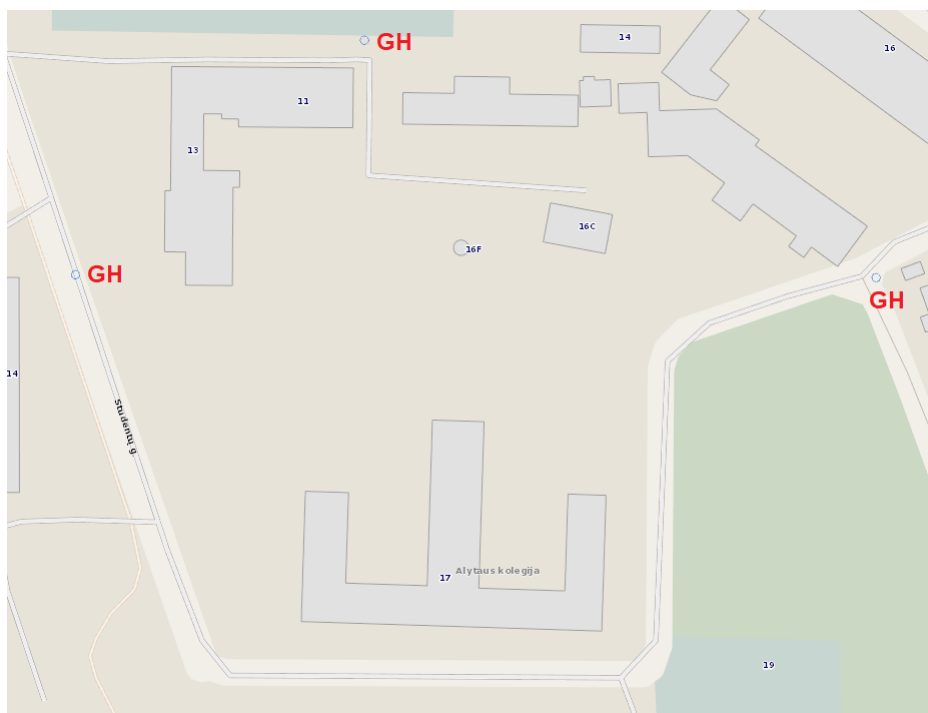 GH
14
16
11
13
16C
16F
GH
GH
14
Studentų g.
Alytaus kolegija
17
19